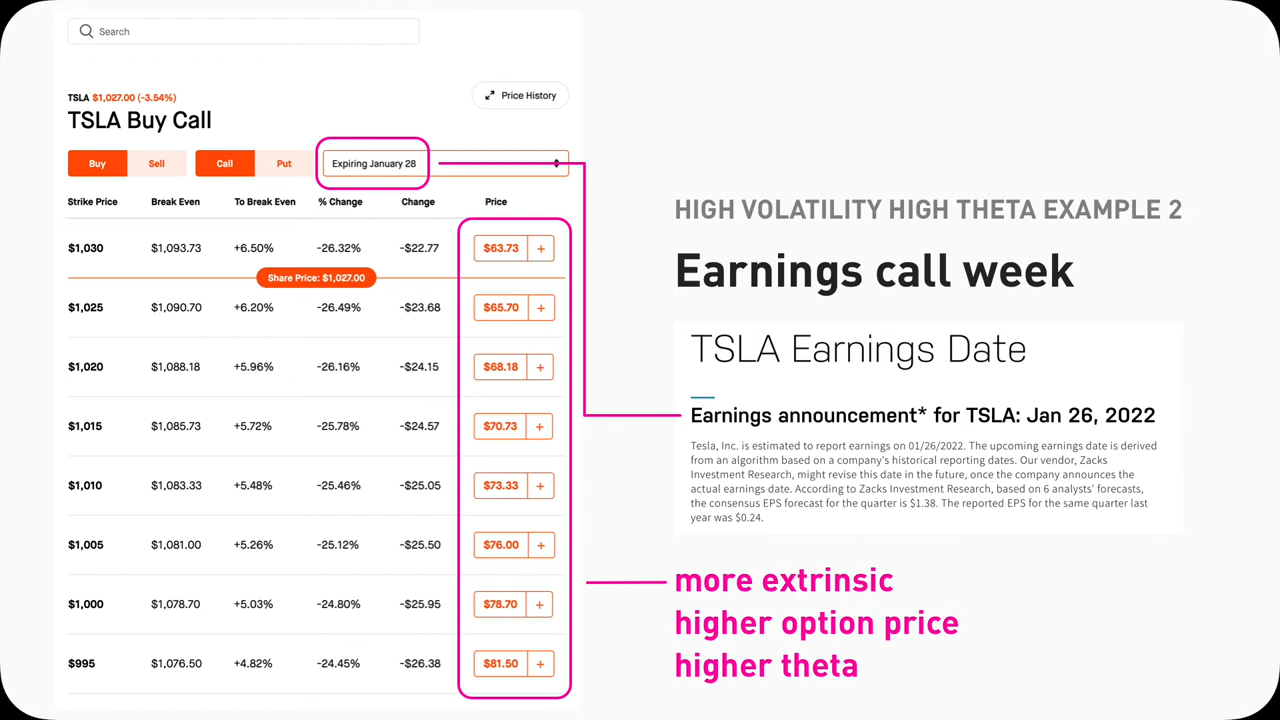 Search
TSLA $1,027.00 (-3.54%)
Price History
TSLA Buy Call
Buy Sell Call Put Expiring January 28
Strike Price Break Even To Break Even % Change Change Price
$1,030 $1,093.73 +6.50% -26.32% -$22.77 $63.73 +
Share Price: $1,027.00
$1,025 $1,090.70 +6.20% -26.49% -$23.68 $65.70 +
$1,020 $1,088.18 +5.96% -26.16% -$24.15 $68.18 +
$1,015 $1,085.73 +5.72% -25.78% -$24.57 $70.73 +
$1,010 $1,083.33 +5.48% -25.46% -$25.05 $73.33 +
$1,005 $1,081.00 +5.26% -25.12% -$25.50 $76.00 +
$1,000 $1,078.70 +5.03% -24.80% -$25.95 $78.70 +
$995 $1,076.50 +4.82% -24.45% -$26.38 $81.50 +
HIGH VOLATILITY HIGH THETA EXAMPLE 2
Earnings call week
TSLA Earnings Date
Earnings announcement* for TSLA: Jan 26, 2022
Tesla, Inc. is estimated to report earnings on 01/26/2022. The upcoming earnings date is derived
from an algorithm based on a company's historical reporting dates. Our vendor, Zacks
Investment Research, might revise this date in the future, once the company announces the
actual earnings date. According to Zacks Investment Research, based on 6 analysts' forecasts,
the consensus EPS forecast for the quarter is $1.38. The reported EPS for the same quarter last
year was $0.24.
more extrinsic
higher option price
higher theta